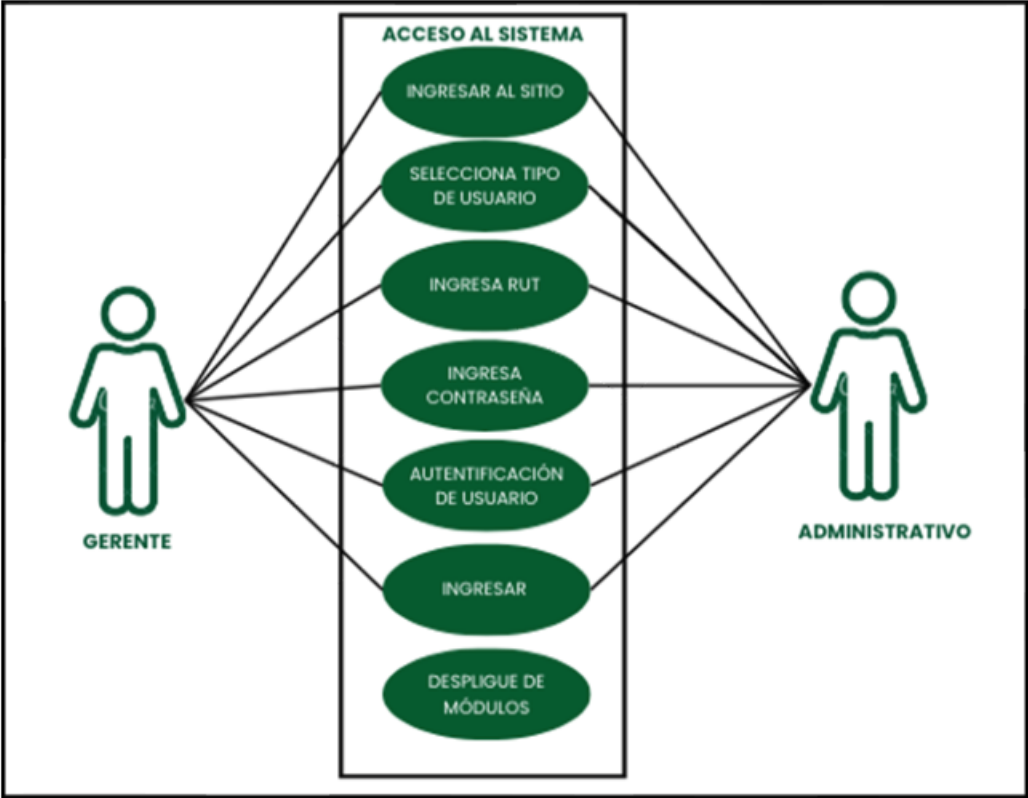 ACCESO AL SISTEMA
INGRESAR AL SITIO
SELECCIONA TIPO
DE USUARIO
INGRESA RUT
INGRESA
CONTRASEÑA
AUTENTIFICACIÓN
DE USUARIO
INGRESAR
DESPLIGUE DE
MÓDULOS
GERENTE
ADMINISTRATIVO